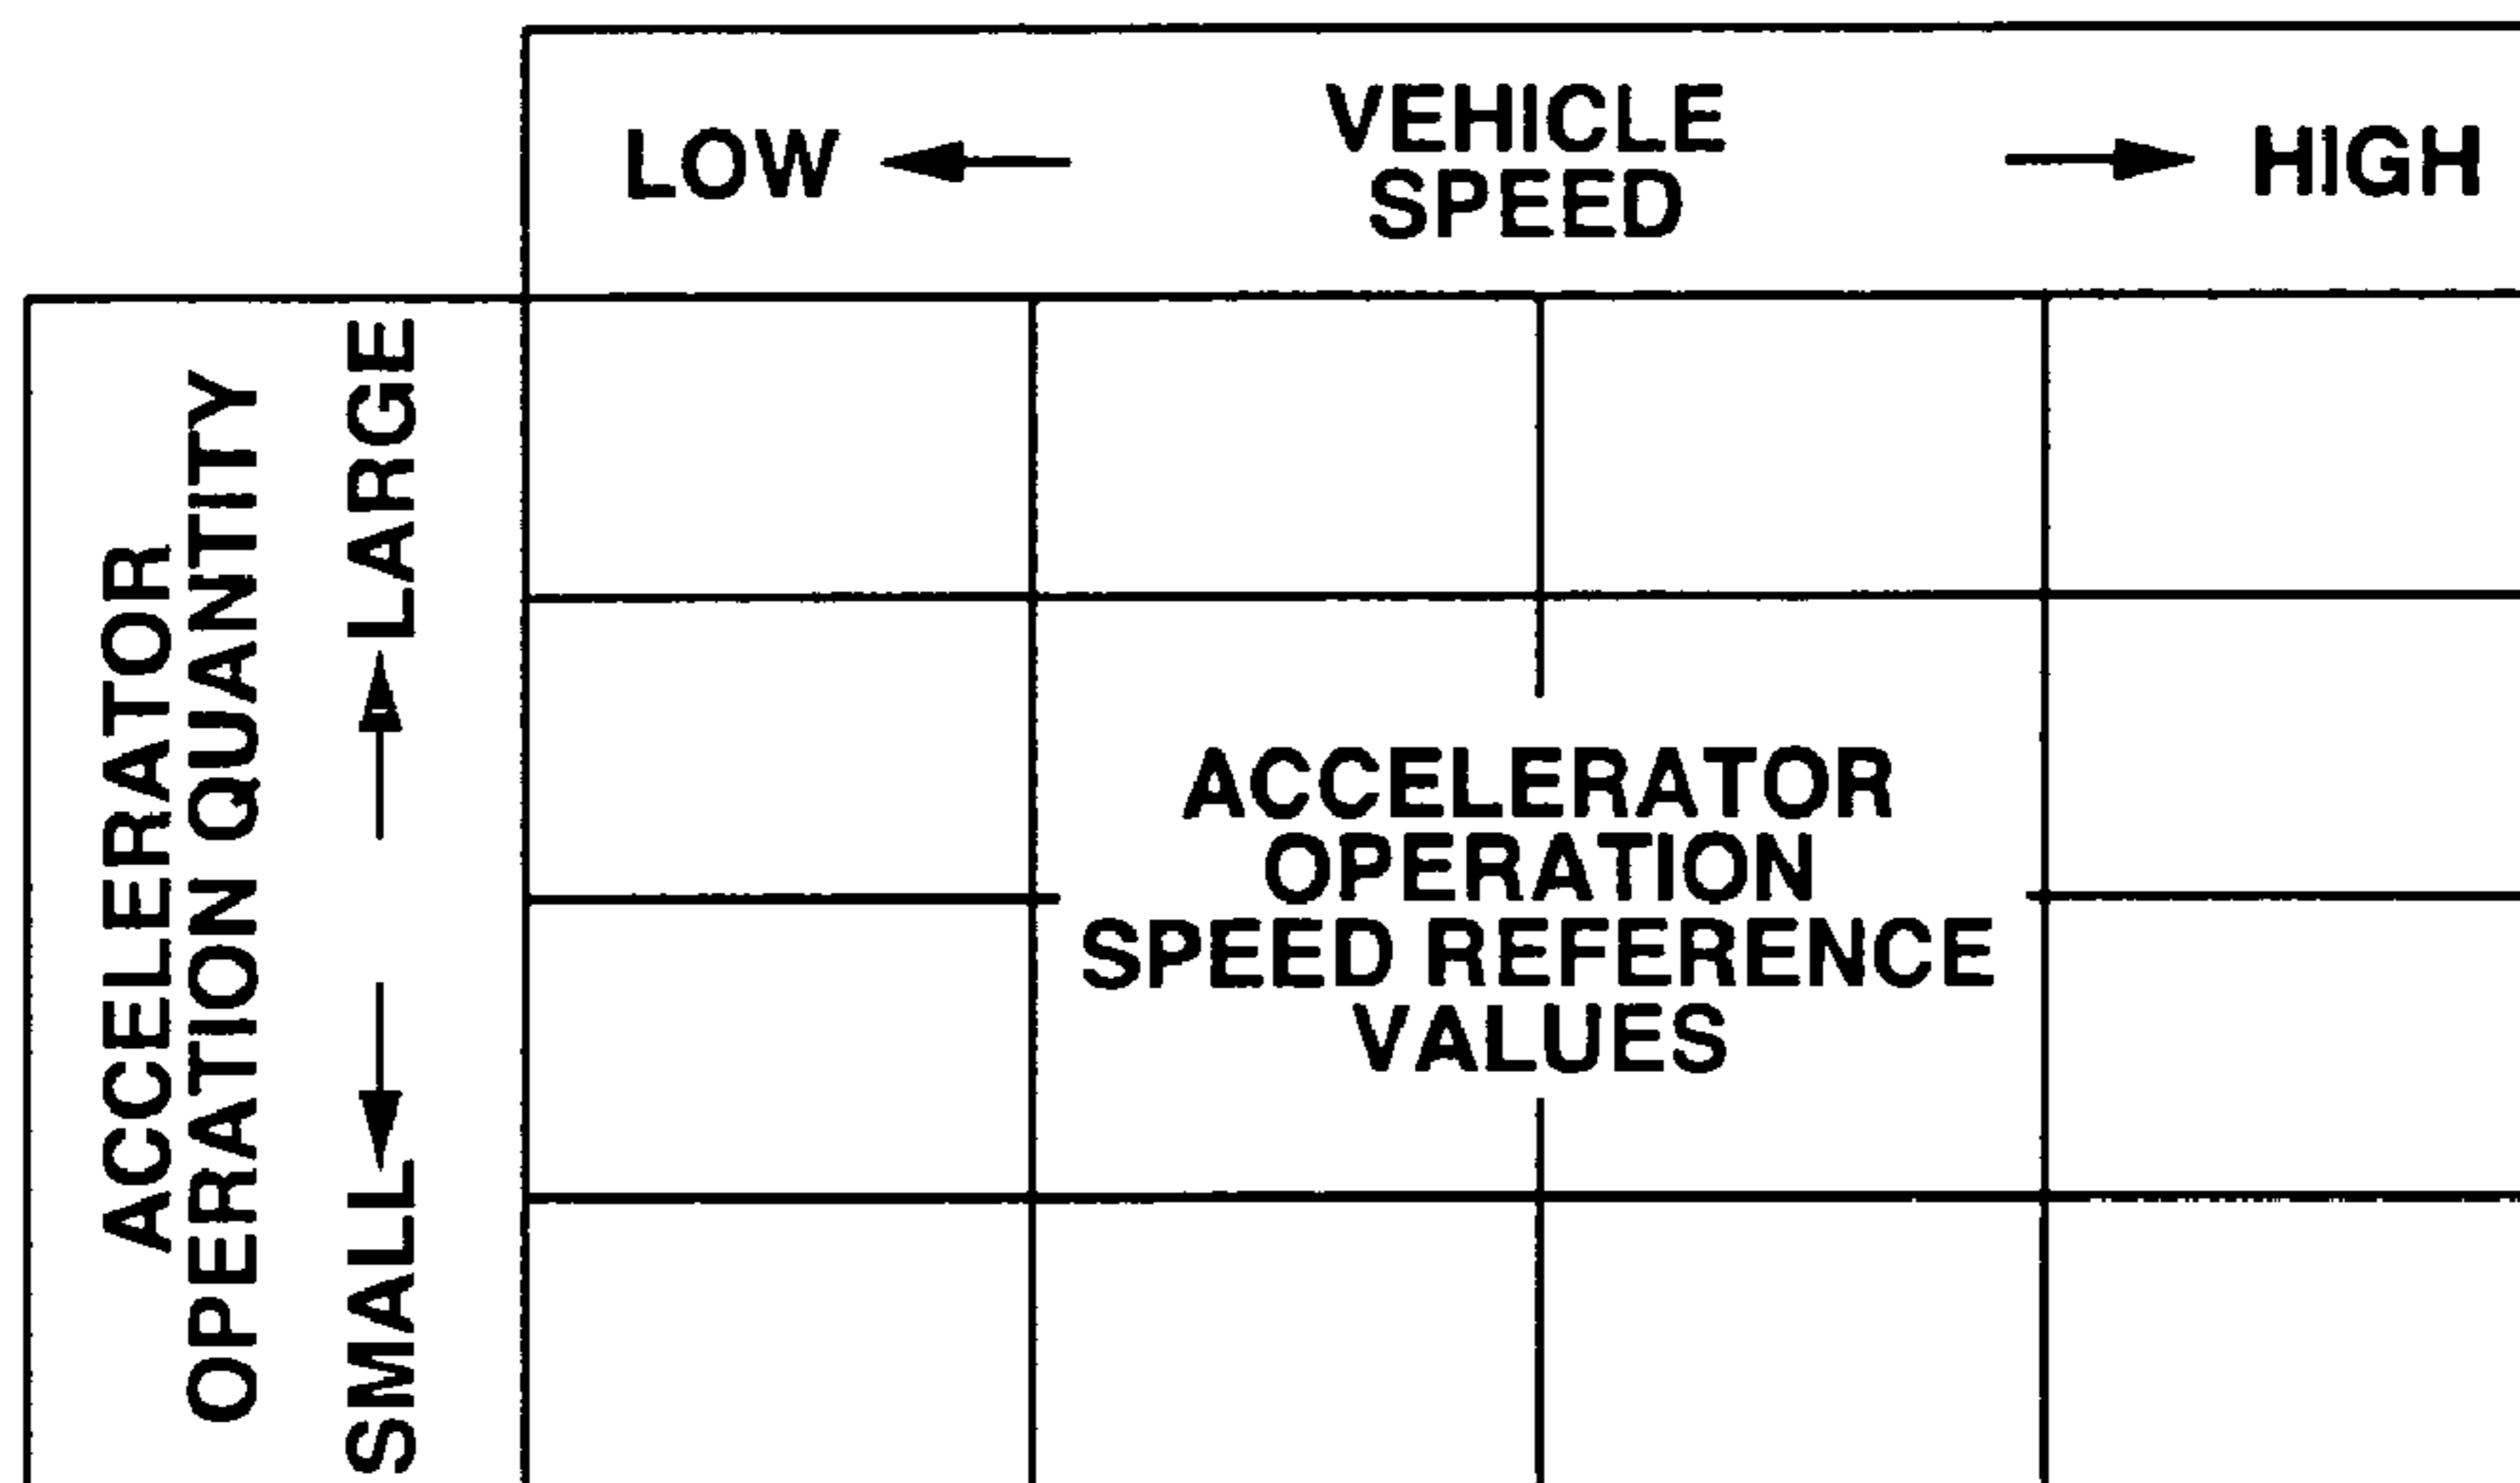 LOW
VEHICLE
SPEED
HIGH
ACCELERATOR
OPERATION QUANTITY
SMALL
LARGE
ACCELERATOR
OPERATION
SPEED REFERENCE
VALUES